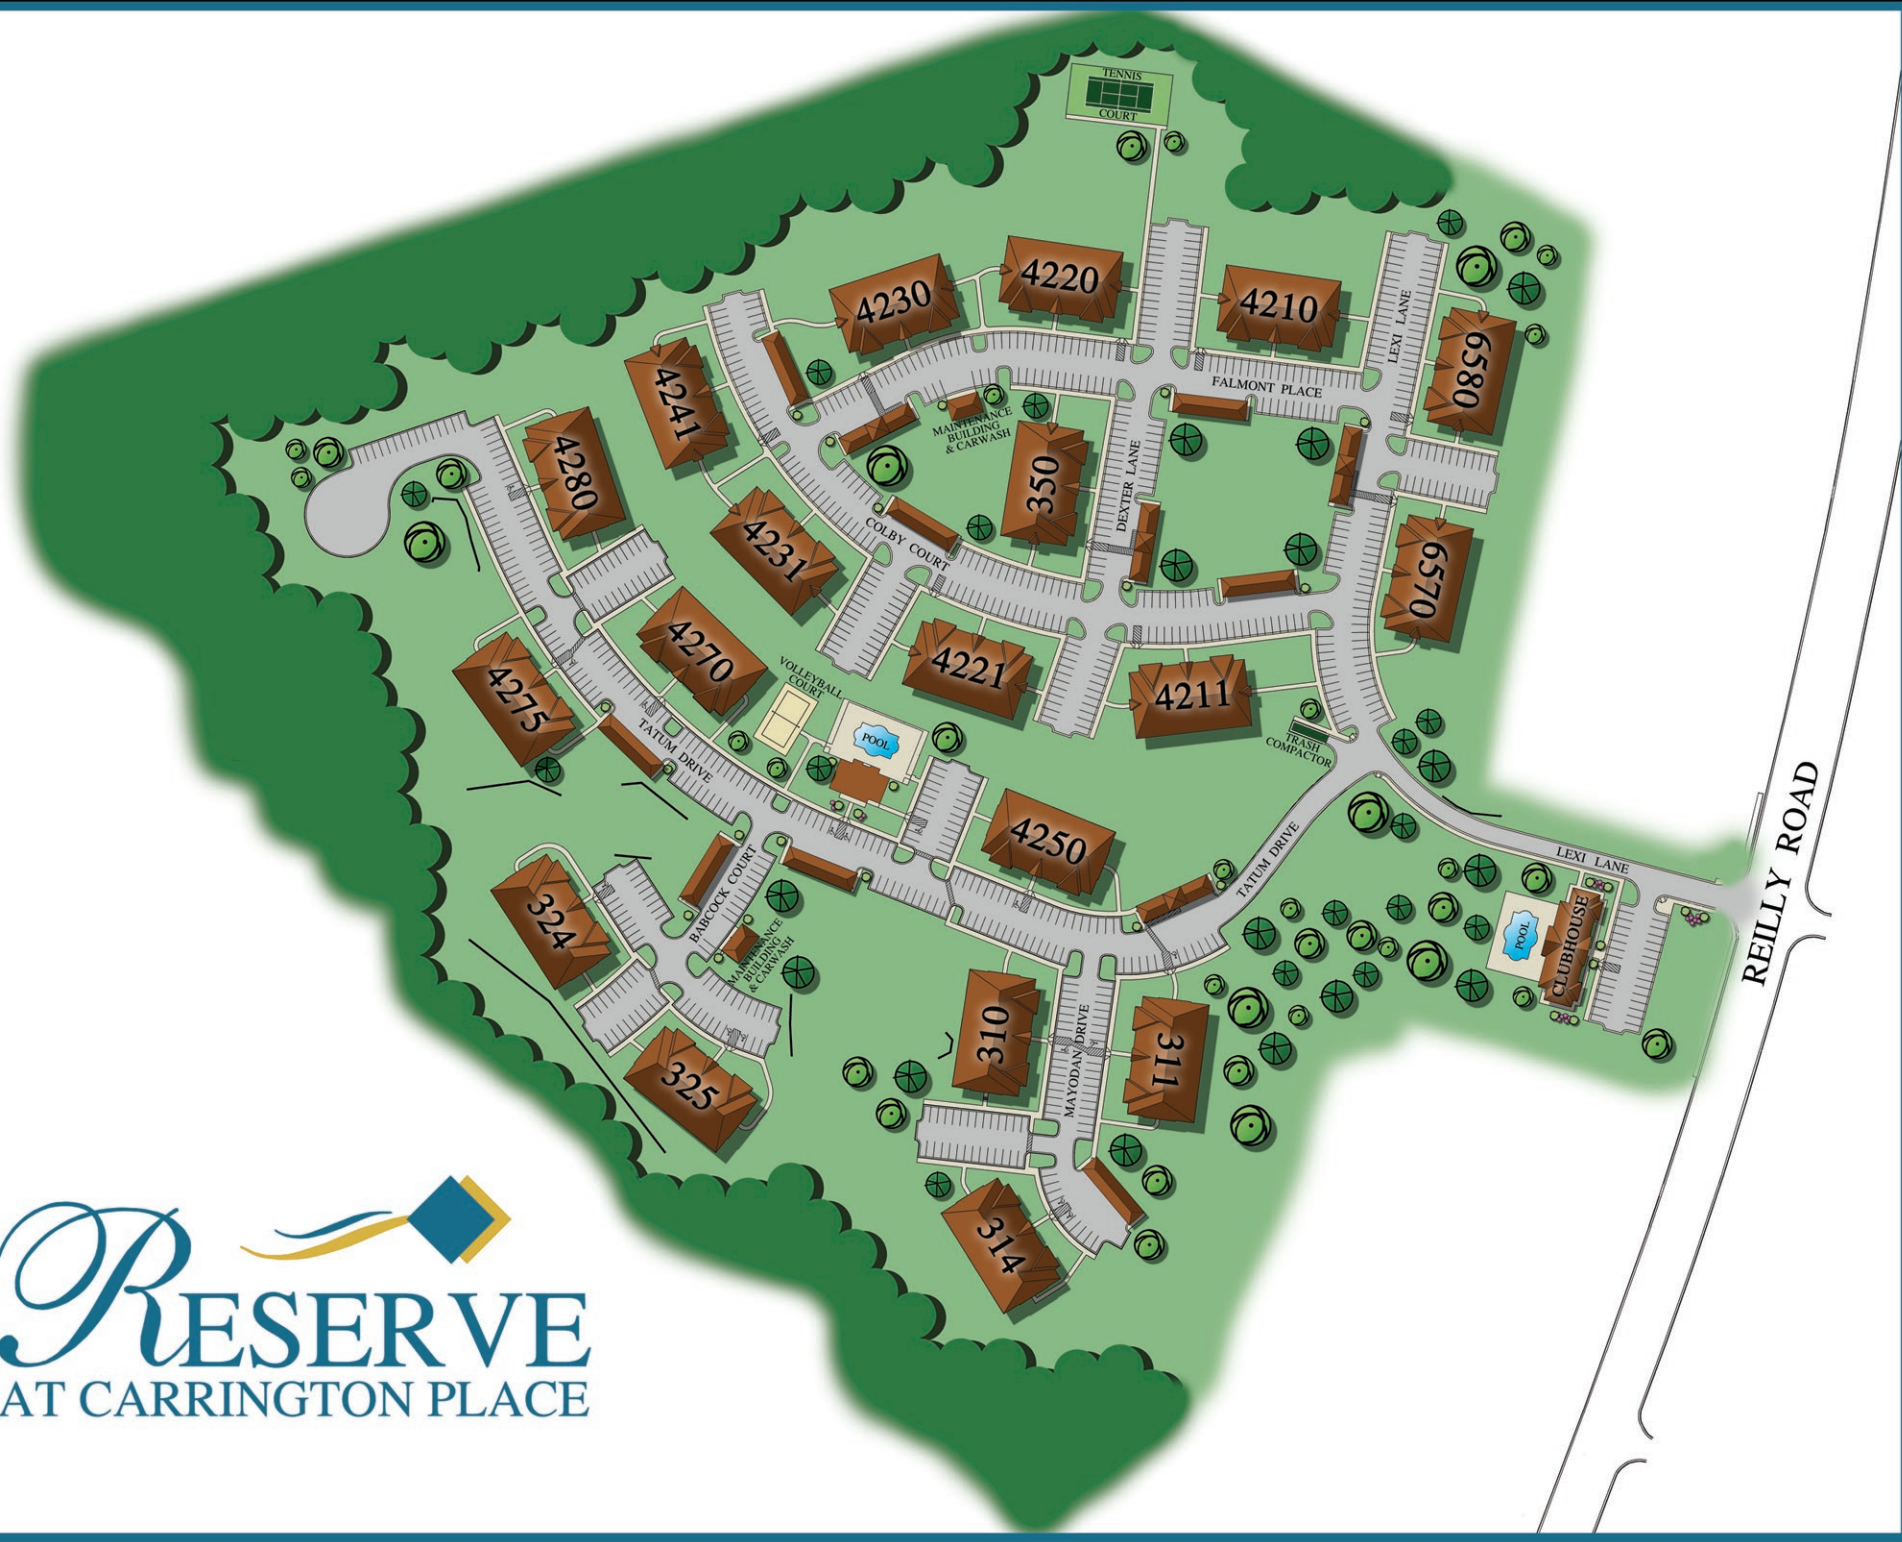 TENNIS
COURT
4220
4230
4210
LEXI LANE
6580
FALMONT PLACE
4241
MAINTENANCE
BUILDING
& CARWASH
4280
350
DEXTER LANE
4231
COLBY COURT
6570
4270
4221
4211
VOLLEYBALL
COURT
4275
TATUM DRIVE
POOL
TRASH
COMPACTOR
4250
TATUM DRIVE
LEXI LANE
REILLY ROAD
BABCOCK COURT
324
MAINTENANCE
BUILDING
& CARWASH
POOL
CLUBHOUSE
310
MAYODAN DRIVE
311
325
314
RESERVE
AT CARRINGTON PLACE